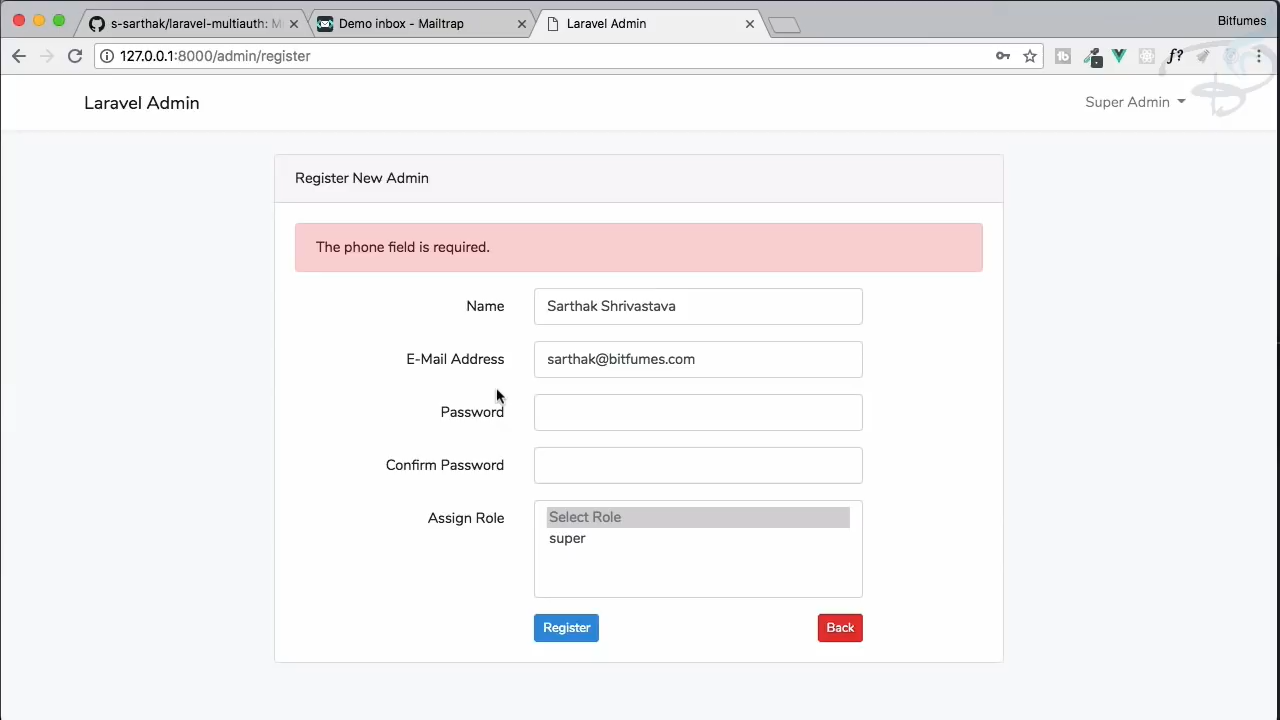 s-sarthak/laravel-multiauth: M
Demo inbox - Mailtrap
Laravel Admin
Bitfumes
127.0.0.1:8000/admin/register
f?
Laravel Admin
Super Admin
Register New Admin
The phone field is required.
Name
Sarthak Shrivastava
E-Mail Address
sarthak@bitfumes.com
Password
Confirm Password
Assign Role
Select Role
super
Register
Back